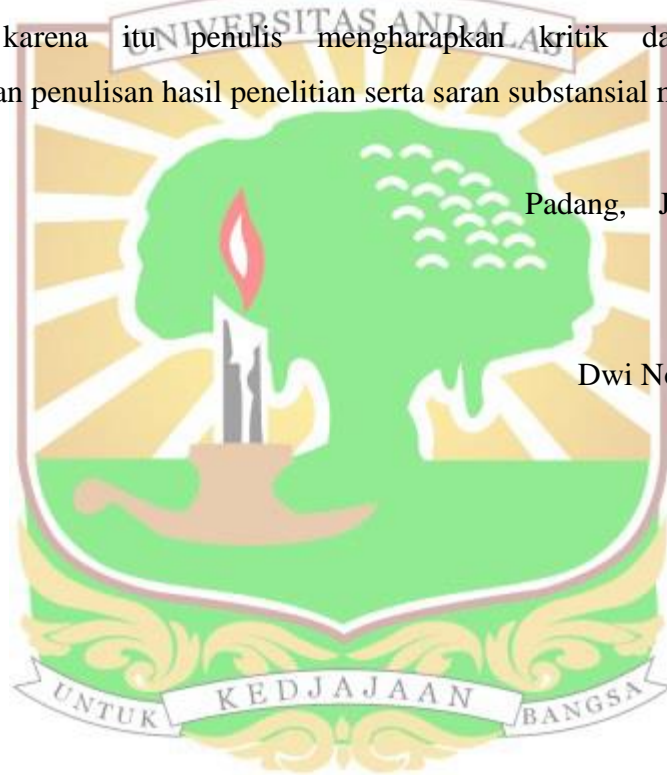 UNIVERSITAS ANDALAS
karena itu penulis mengharapkan kritik da
an penulisan hasil penelitian serta saran substansial
Padang, J
Dwi N
UNTUK KEDJAJAAN BANGSA